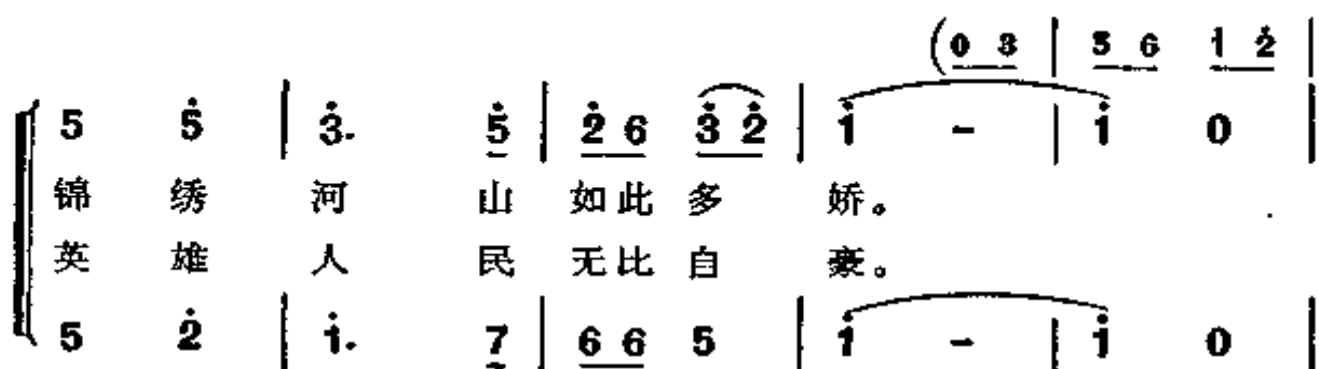 (0 3 | 5 6 1 2̇ |
5 5̇ | 3̇. 5̇ | 2̇ 6 3̇ 2̇ | 1̇ - | 1̇ 0 |
锦 绣 河 山 如 此 多 娇。
英 雄 人 民 无 比 自 豪。
5 2̇ | 1̇. 7 | 6 6 5 | 1̇ - | 1̇ 0 |